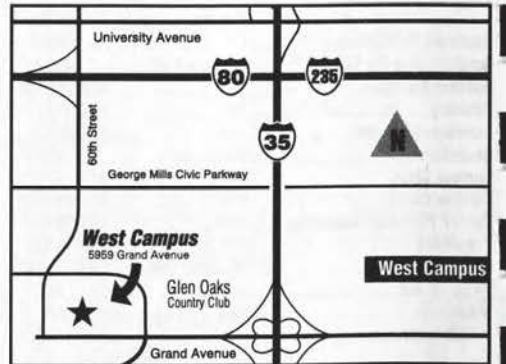 University Avenue
80
235
60th Street
35
N
George Mills Civic Parkway
West Campus
5959 Grand Avenue
Glen Oaks
Country Club
West Campus
Grand Avenue